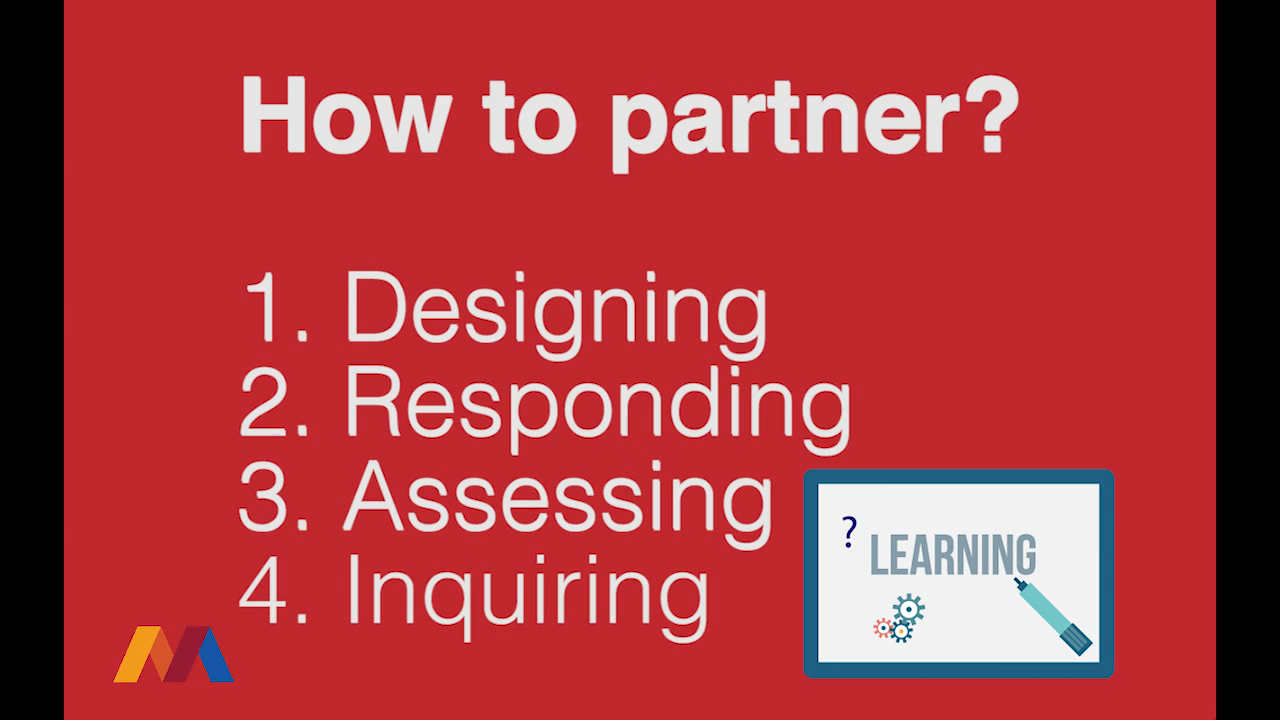 How to partner?
1. Designing
2. Responding
3. Assessing
4. Inquiring
?
LEARNING